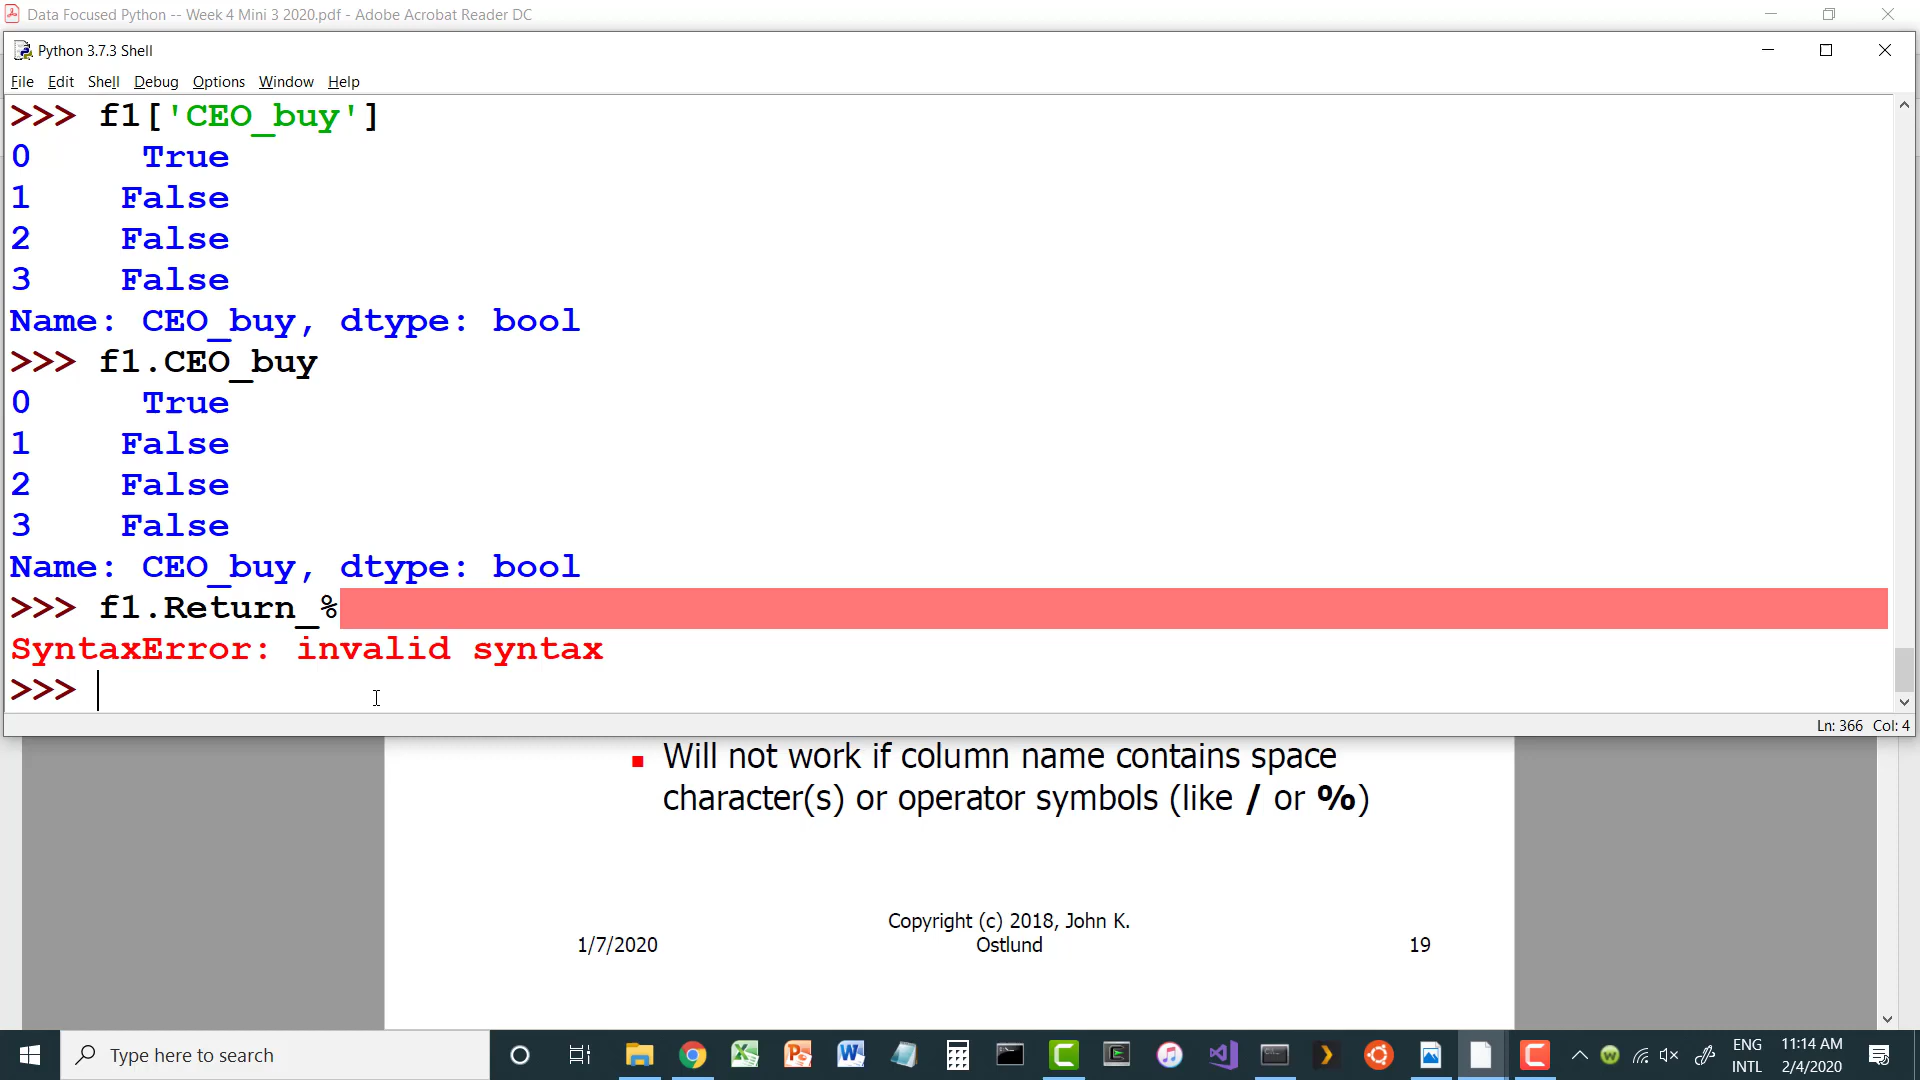 Data Focused Python -- Week 4 Mini 3 2020.pdf - Adobe Acrobat Reader DC
Python 3.7.3 Shell
File Edit Shell Debug Options Window Help
>>> f1['CEO_buy']
0 True
1 False
2 False
3 False
Name: CEO_buy, dtype: bool
>>> f1.CEO_buy
0 True
1 False
2 False
3 False
Name: CEO_buy, dtype: bool
>>> f1.Return_%
SyntaxError: invalid syntax
>>>
Ln: 366 Col: 4
Will not work if column name contains space
character(s) or operator symbols (like / or %)
Copyright (c) 2018, John K.
1/7/2020 Ostlund 19
Type here to search
ENG 11:14 AM
INTL 2/4/2020